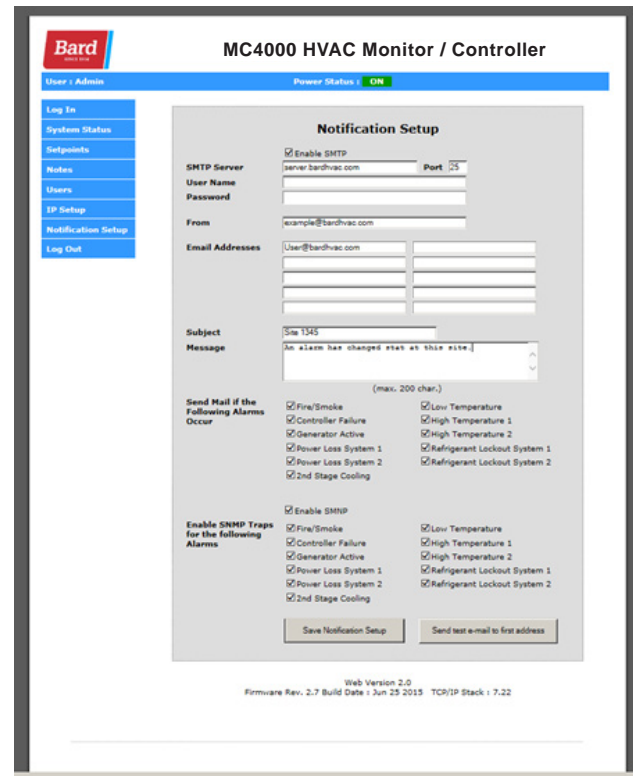 Bard
MC4000 HVAC Monitor / Controller
User : Admin
Power Status : ON
Log In
System Status
Setpoints
Notes
Users
IP Setup
Notification Setup
Log Out
Notification Setup
Enable SMTP
SMTP Server server.bardhvac.com Port 25
User Name
Password
From example@bardhvac.com
Email Addresses User@bardhvac.com
Subject Site 1345
Message An alarm has changed stat at this site.
(max. 200 char.)
Send Mail if the
Following Alarms
Occur
Fire/Smoke Low Temperature
Controller Failure High Temperature 1
Generator Active High Temperature 2
Power Loss System 1 Refrigerant Lockout System 1
Power Loss System 2 Refrigerant Lockout System 2
2nd Stage Cooling
Enable SMNP
Enable SNMP Traps
for the following
Alarms
Fire/Smoke Low Temperature
Controller Failure High Temperature 1
Generator Active High Temperature 2
Power Loss System 1 Refrigerant Lockout System 1
Power Loss System 2 Refrigerant Lockout System 2
2nd Stage Cooling
Save Notification Setup Send test e-mail to first address
Web Version 2.0
Firmware Rev. 2.7 Build Date : Jun 25 2015 TCP/IP Stack : 7.22